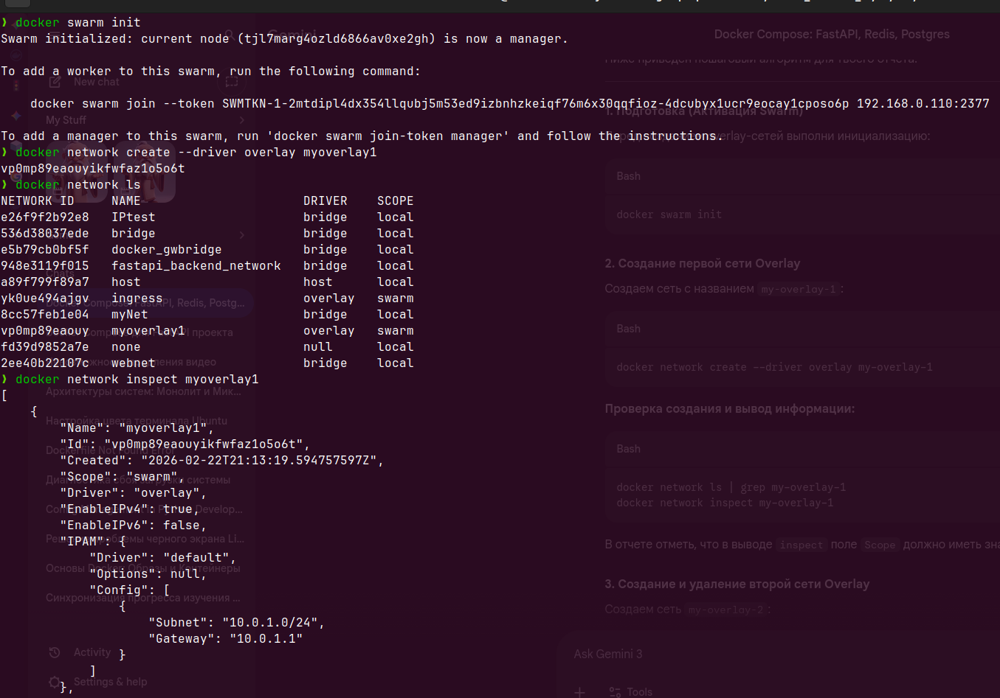 ❯ docker swarm init
Swarm initialized: current node (tjl7marg4ozld6866av0xe2gh) is now a manager.
To add a worker to this swarm, run the following command:
docker swarm join --token SWMTKN-1-2mtdipl4dx354llqubj5m53ed9izbnhzkeiqf76m6x30qqfioz-4dcubyx1ucr9eocay1cposo6p 192.168.0.110:2377
To add a manager to this swarm, run 'docker swarm join-token manager' and follow the instructions.
❯ docker network create --driver overlay myoverlay1
vp0mp89eaouyikfwfaz1o5o6t
❯ docker network ls
NETWORK ID NAME DRIVER SCOPE
e26f9f2b92e8 IPtest bridge local
536d38037ede bridge bridge local
e5b79cb0bf5f docker_gwbridge bridge local
948e3119f015 fastapi_backend_network bridge local
a89f799f89a7 host host local
yk0ue494ajgv ingress overlay swarm
8cc57feb1e04 myNet bridge local
vp0mp89eaouy myoverlay1 overlay swarm
fd39d9852a7e none null local
2ee40b22107c webnet bridge local
❯ docker network inspect myoverlay1
[
{
"Name": "myoverlay1",
"Id": "vp0mp89eaouyikfwfaz1o5o6t",
"Created": "2026-02-22T21:13:19.594757597Z",
"Scope": "swarm",
"Driver": "overlay",
"EnableIPv4": true,
"EnableIPv6": false,
"IPAM": {
"Driver": "default",
"Options": null,
"Config": [
{
"Subnet": "10.0.1.0/24",
"Gateway": "10.0.1.1"
}
]
},
Gemini
New chat
My Stuff
Chats
Docker Compose: FastAPI, Redis, Postg...
проекта
видео
Архитектуры систем: Монолит и Мик...
Настройка цвета терминала Ubuntu
Dockerfile Not Found Error
Диагностика сбоя загрузки системы
Develop...
черного экрана Li...
Основы Docker: Образы и Контейнеры
Синхронизация прогресса изучения ...
Activity
Settings & help
Docker Compose: FastAPI, Redis, Postgres
Ниже приведен пошаговый алгоритм для твоего отчета.
1. Подготовка (Активация Swarm)
выполни инициализацию:
Bash
docker swarm init
2. Создание первой сети Overlay
Создаем сеть с названием my-overlay-1:
Bash
docker network create --driver overlay my-overlay-1
Проверка создания и вывод информации:
Bash
docker network ls | grep my-overlay-1
docker network inspect my-overlay-1
В отчете отметь, что в выводе inspect поле Scope должно иметь
3. Создание и удаление второй сети Overlay
Создаем сеть my-overlay-2:
Ask Gemini 3
Tools